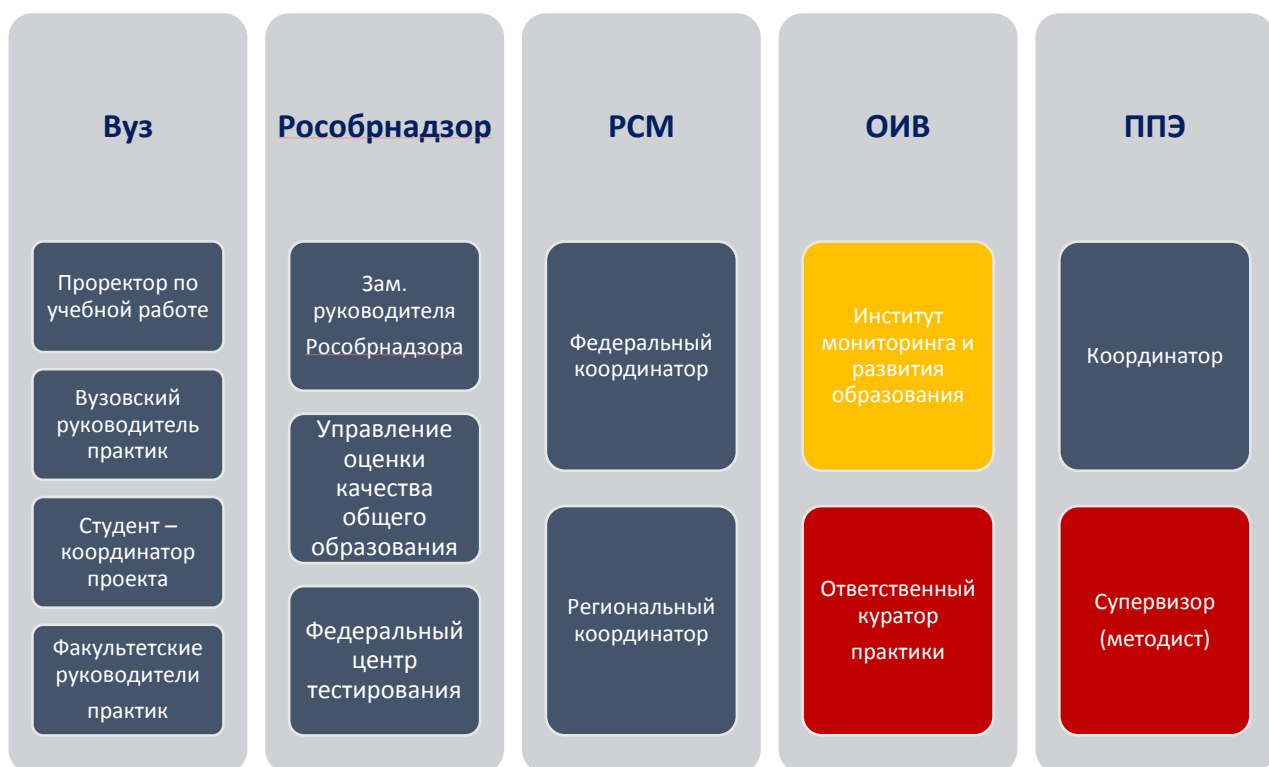 Вуз
Проректор по
учебной работе
Вузовский
руководитель
практик
Студент –
координатор
проекта
Факультетские
руководители
практик
Рособрнадзор
Зам.
руководителя
Рособрнадзора
Управление
оценки
качества
общего
образования
Федеральный
центр
тестирования
РСМ
Федеральный
координатор
Региональный
координатор
ОИВ
Институт
мониторинга и
развития
образования
Ответственный
куратор
практики
ППЭ
Координатор
Супервизор
(методист)